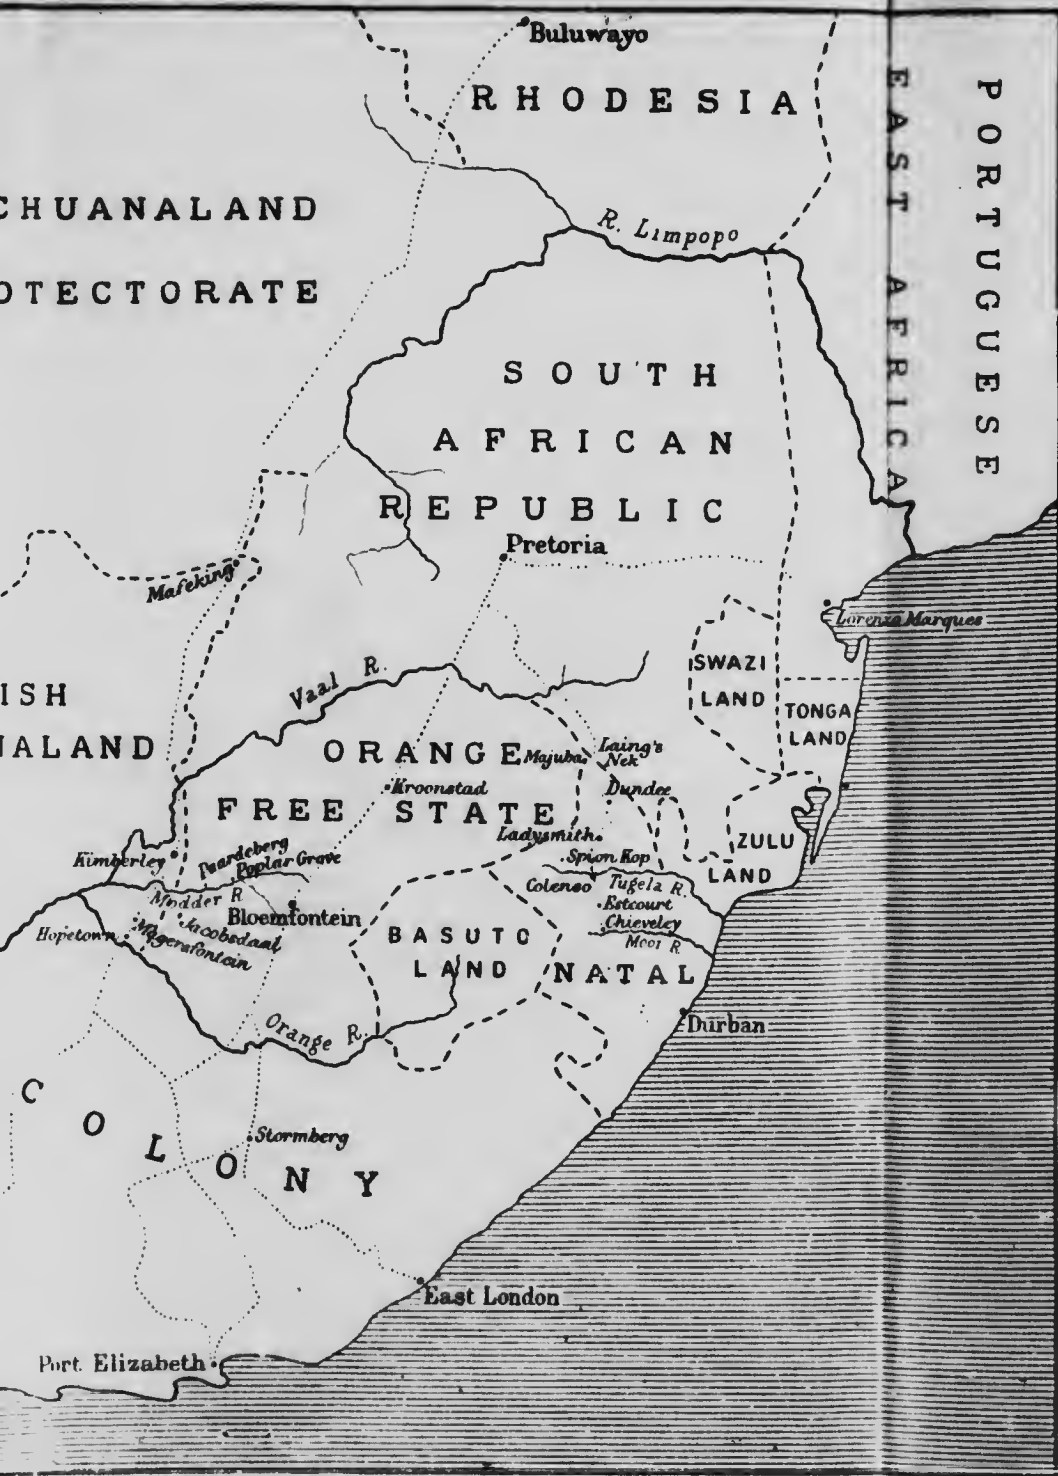 Buluwayo
RHODESIA
EAST AFRICA
PORTUGUESE
CHUANALAND
OTECTORATE
R. Limpopo
SOUTH
AFRICAN
REPUBLIC
Pretoria
Mafeking
Lorenzo Marques
SWAZI
LAND
TONGA
LAND
Vaal R.
ISH
NALAND
ORANGE
FREE STATE
Majuba
Laing's
Nek
Kroonstad
Dundee
Ladysmith
ZULU
LAND
Kimberley
Paardeberg
Poplar Grove
Spion Kop
Colenso
Tugela R.
Modder R
Bloemfontein
Estcourt
Jacobsdaal
Chieveley
Hopetown
Magersfontein
Mooi R
BASUTO
LAND
NATAL
Orange R.
Durban
COLONY
Stormberg
East London
Port. Elizabeth